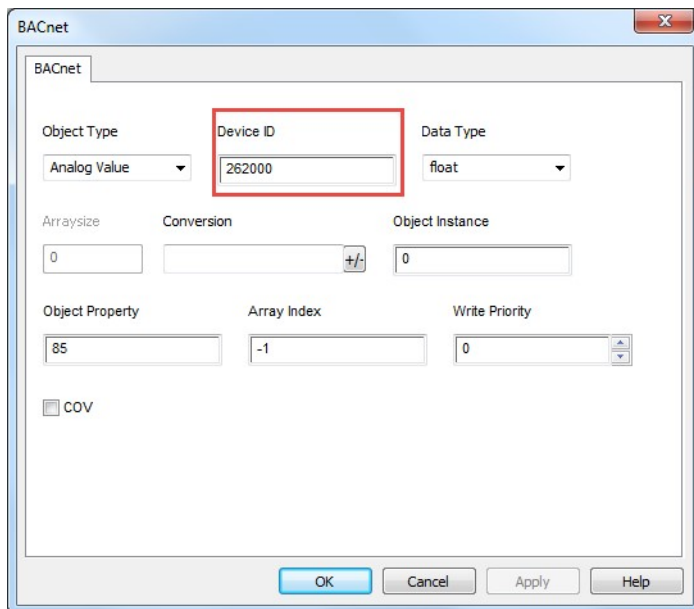 BACnet
x
BACnet
Object Type Device ID Data Type
Analog Value 262000 float
Arraysize Conversion Object Instance
0 +/- 0
Object Property Array Index Write Priority
85 -1 0
COV
OK Cancel Apply Help